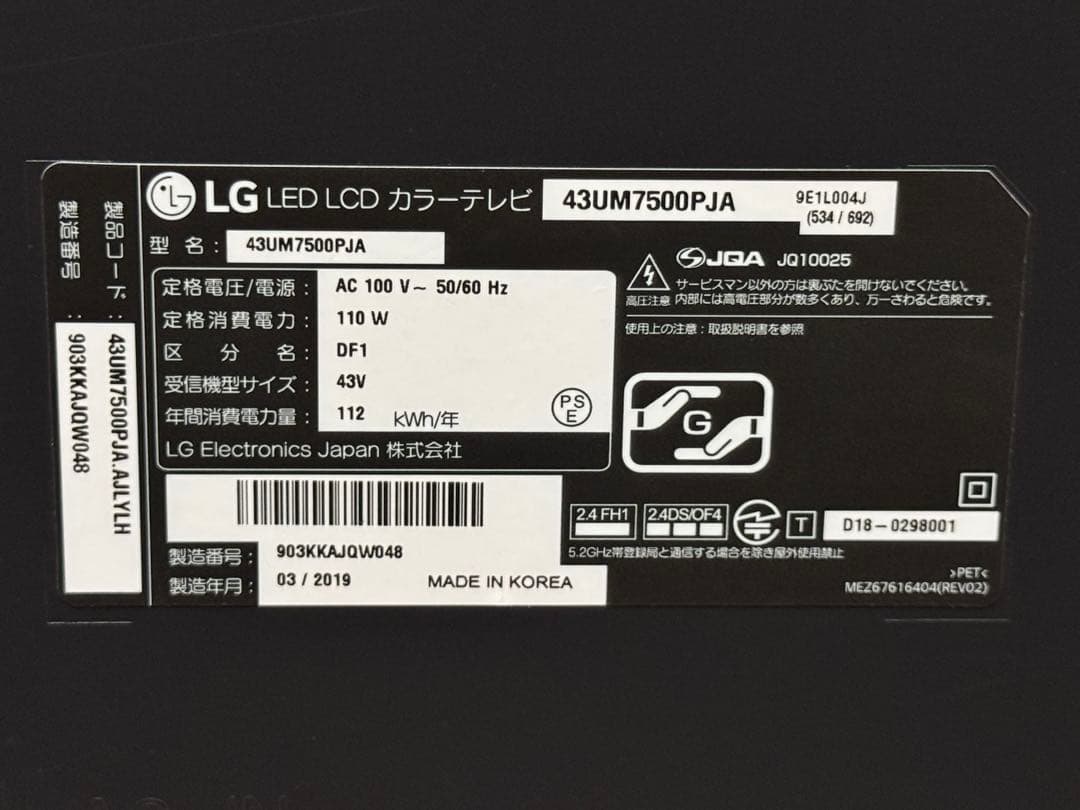 LG LED LCD カラーテレビ 43UM7500PJA 9E1L004J
(534 / 692)
型 名 : 43UM7500PJA
定格電圧/電源 : AC 100 V~ 50/60 Hz
定格消費電力 : 110 W
区 分 名 : DF1
受信機型サイズ : 43V
年間消費電力量 : 112 kWh/年
PS
E
LG Electronics Japan 株式会社
JQA JQ10025
サービスマン以外の方は裏ぶたを開けないでください。
高圧注意 内部には高電圧部分が数多くあり、万一さわると危険です。
使用上の注意 : 取扱説明書を参照
G
2.4 FH1 2.4DS/OF4 T D18-0298001
5.2GHz帯登録局と通信する場合を除き屋外使用禁止
>PET<
MEZ67616404(REV02)
製造番号 : 903KKAJQW048
製造年月 : 03 / 2019 MADE IN KOREA
製品コード : 43UM7500PJA.AJLYLH
製造番号 : 903KKAJQW048